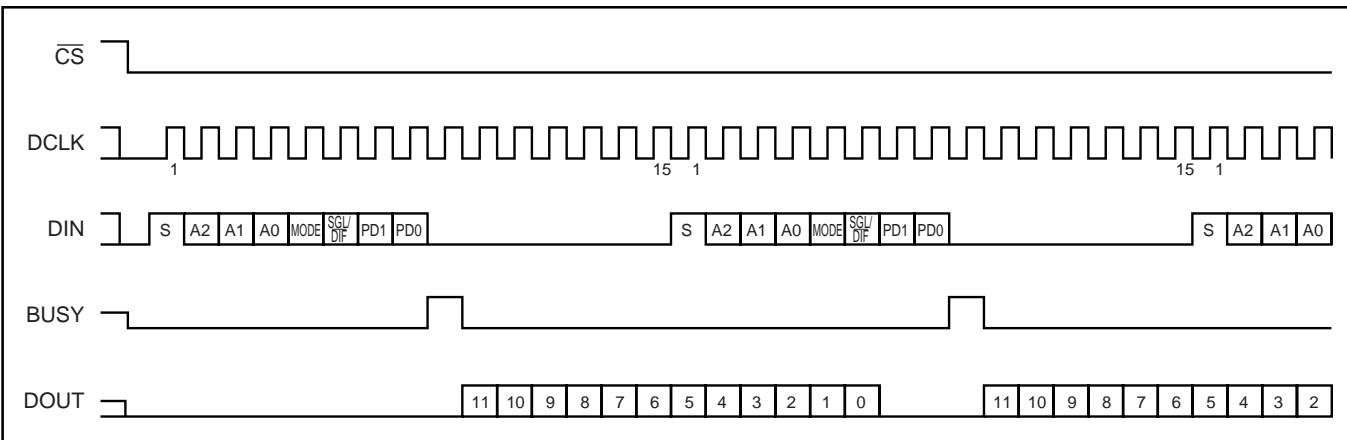 CS
DCLK
1 15 1 15 1
DIN
S A2 A1 A0 MODE SGL/DIF PD1 PD0 S A2 A1 A0 MODE SGL/DIF PD1 PD0 S A2 A1 A0
BUSY
DOUT
11 10 9 8 7 6 5 4 3 2 1 0 11 10 9 8 7 6 5 4 3 2